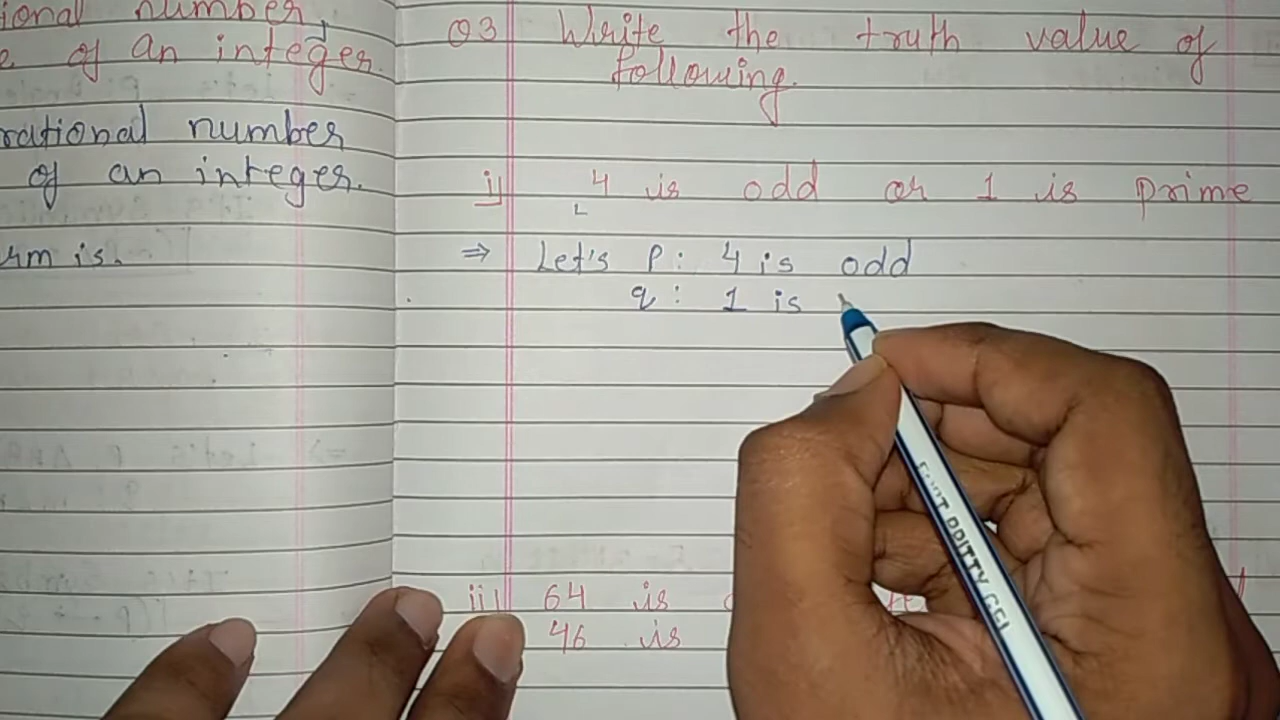 ional number,
of an integer.
rational number
of an integer.
rm is.
Q3 Write the truth value of
following.
i) 4 is odd or 1 is prime
⇒ Let's p: 4 is odd
q: 1 is
ii) 64 is
46 is